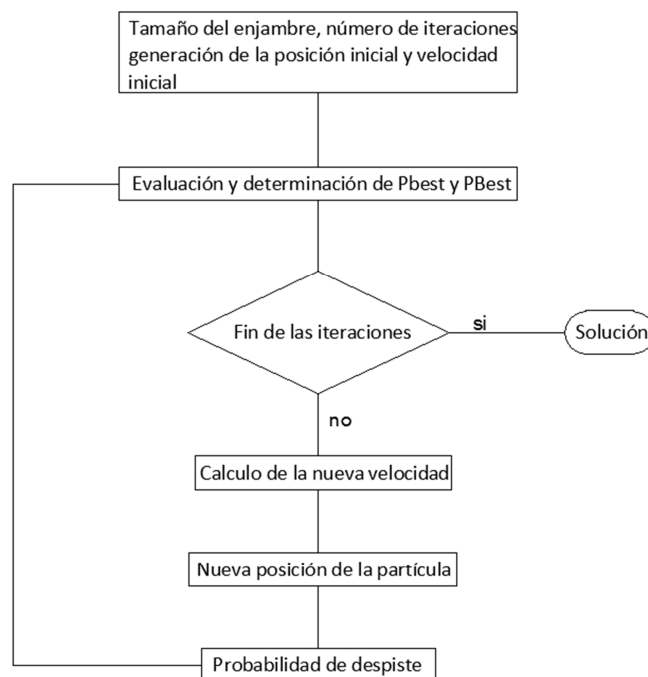 Tamaño del enjambre, número de iteraciones
generación de la posición inicial y velocidad
inicial
Evaluación y determinación de Pbest y PBest
Fin de las iteraciones
si
Solución
no
Calculo de la nueva velocidad
Nueva posición de la partícula
Probabilidad de despiste